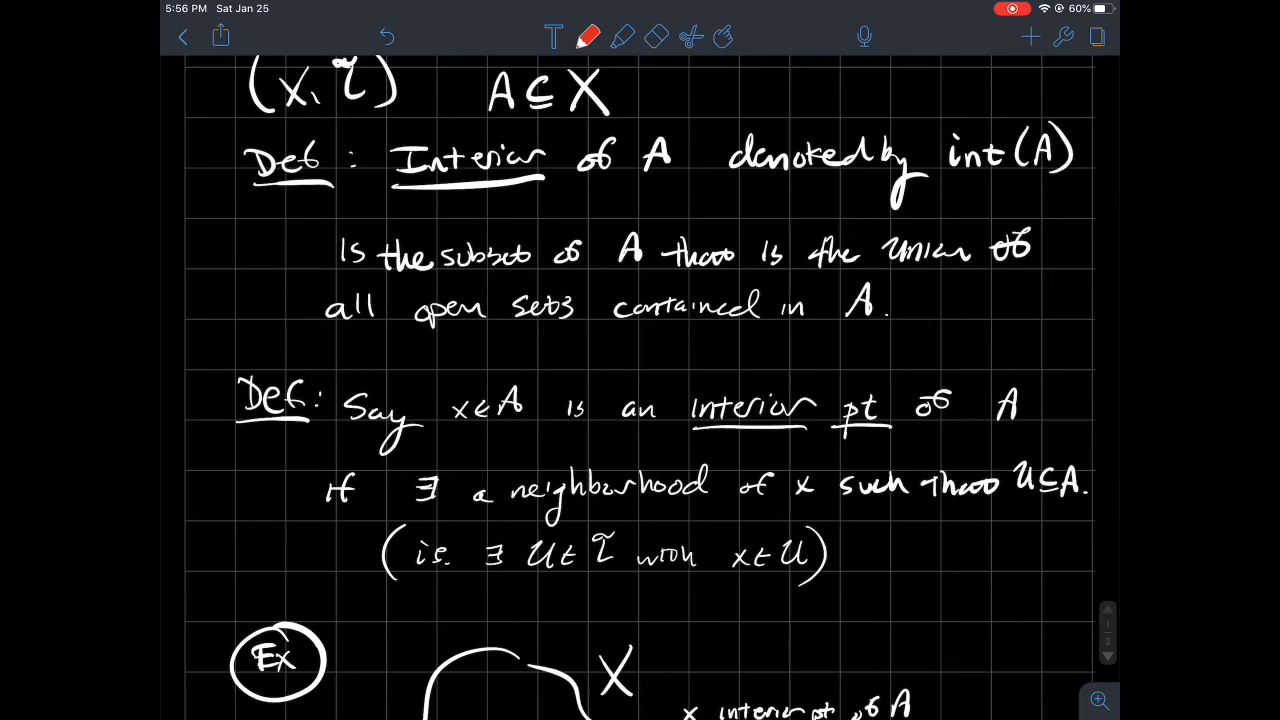 5:56 PM Sat Jan 25
60%
(X, τ) A ⊆ X
Def: Interior of A denoted by int(A)
Is the subset of A that is the union of
all open sets contained in A.
Def: Say x ∈ A is an interior pt of A
if ∃ a neighborhood of x such that U ⊆ A.
(i.e. ∃ U ∈ τ with x ∈ U)
Ex
X
x interior pt of A
1
2